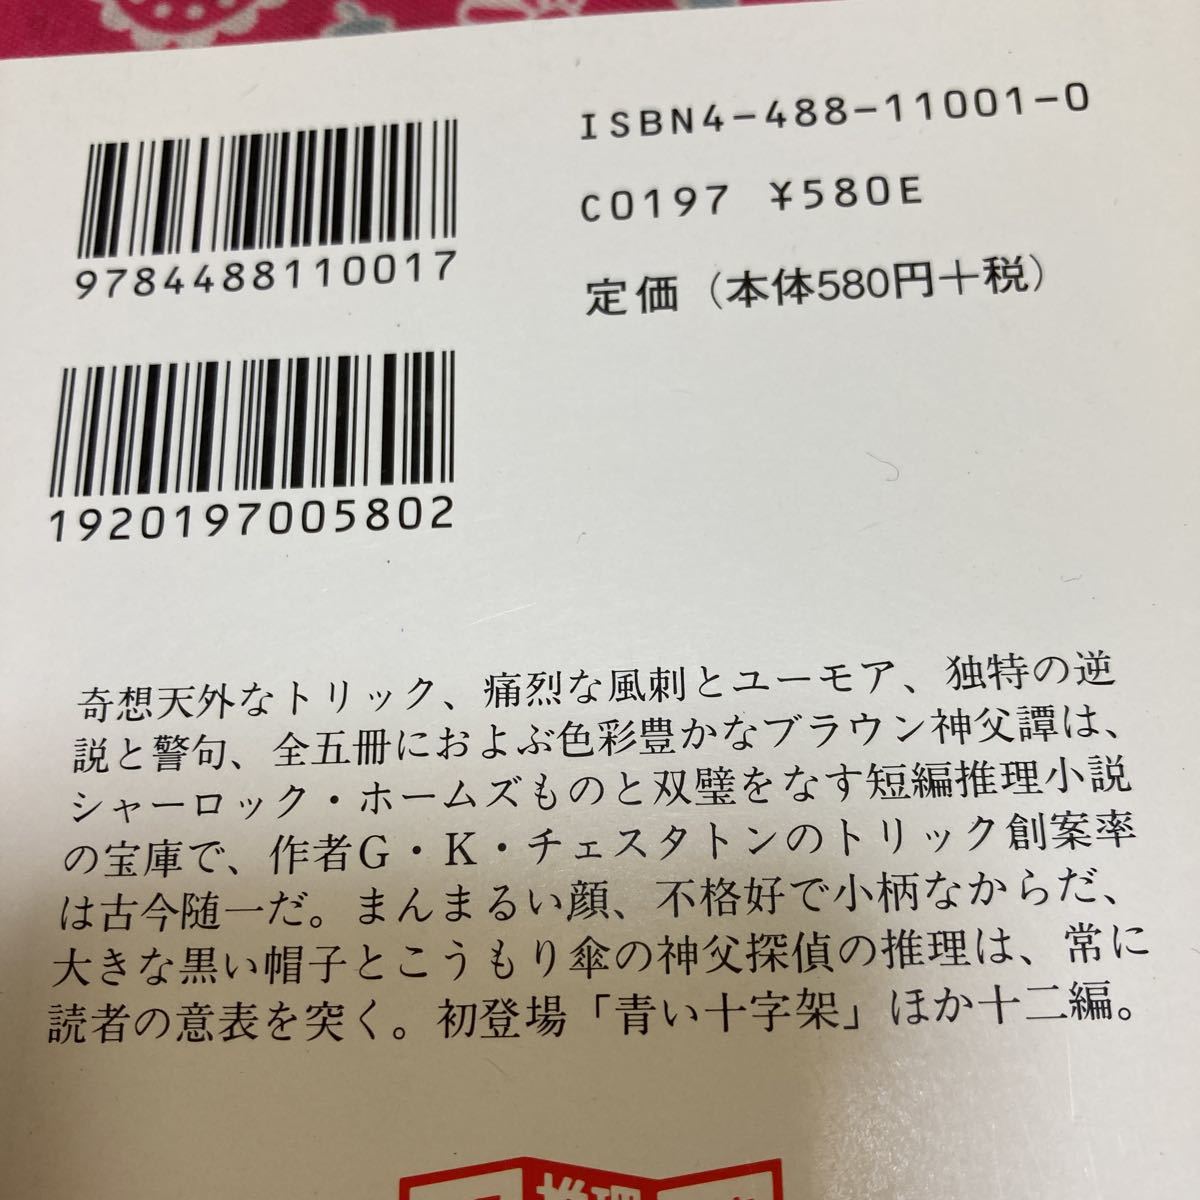 ISBN4-488-11001-0
9784488110017
C0197 ¥580E
定価（本体580円+税）
1920197005802
奇想天外なトリック、痛烈な風刺とユーモア、独特の逆
説と警句、全五冊におよぶ色彩豊かなブラウン神父譚は、
シャーロック・ホームズものと双璧をなす短編推理小説
の宝庫で、作者G・K・チェスタトンのトリック創案率
は古今随一だ。まんまるい顔、不格好で小柄なからだ、
大きな黒い帽子とこうもり傘の神父探偵の推理は、常に
読者の意表を突く。初登場「青い十字架」ほか十二編。
推理